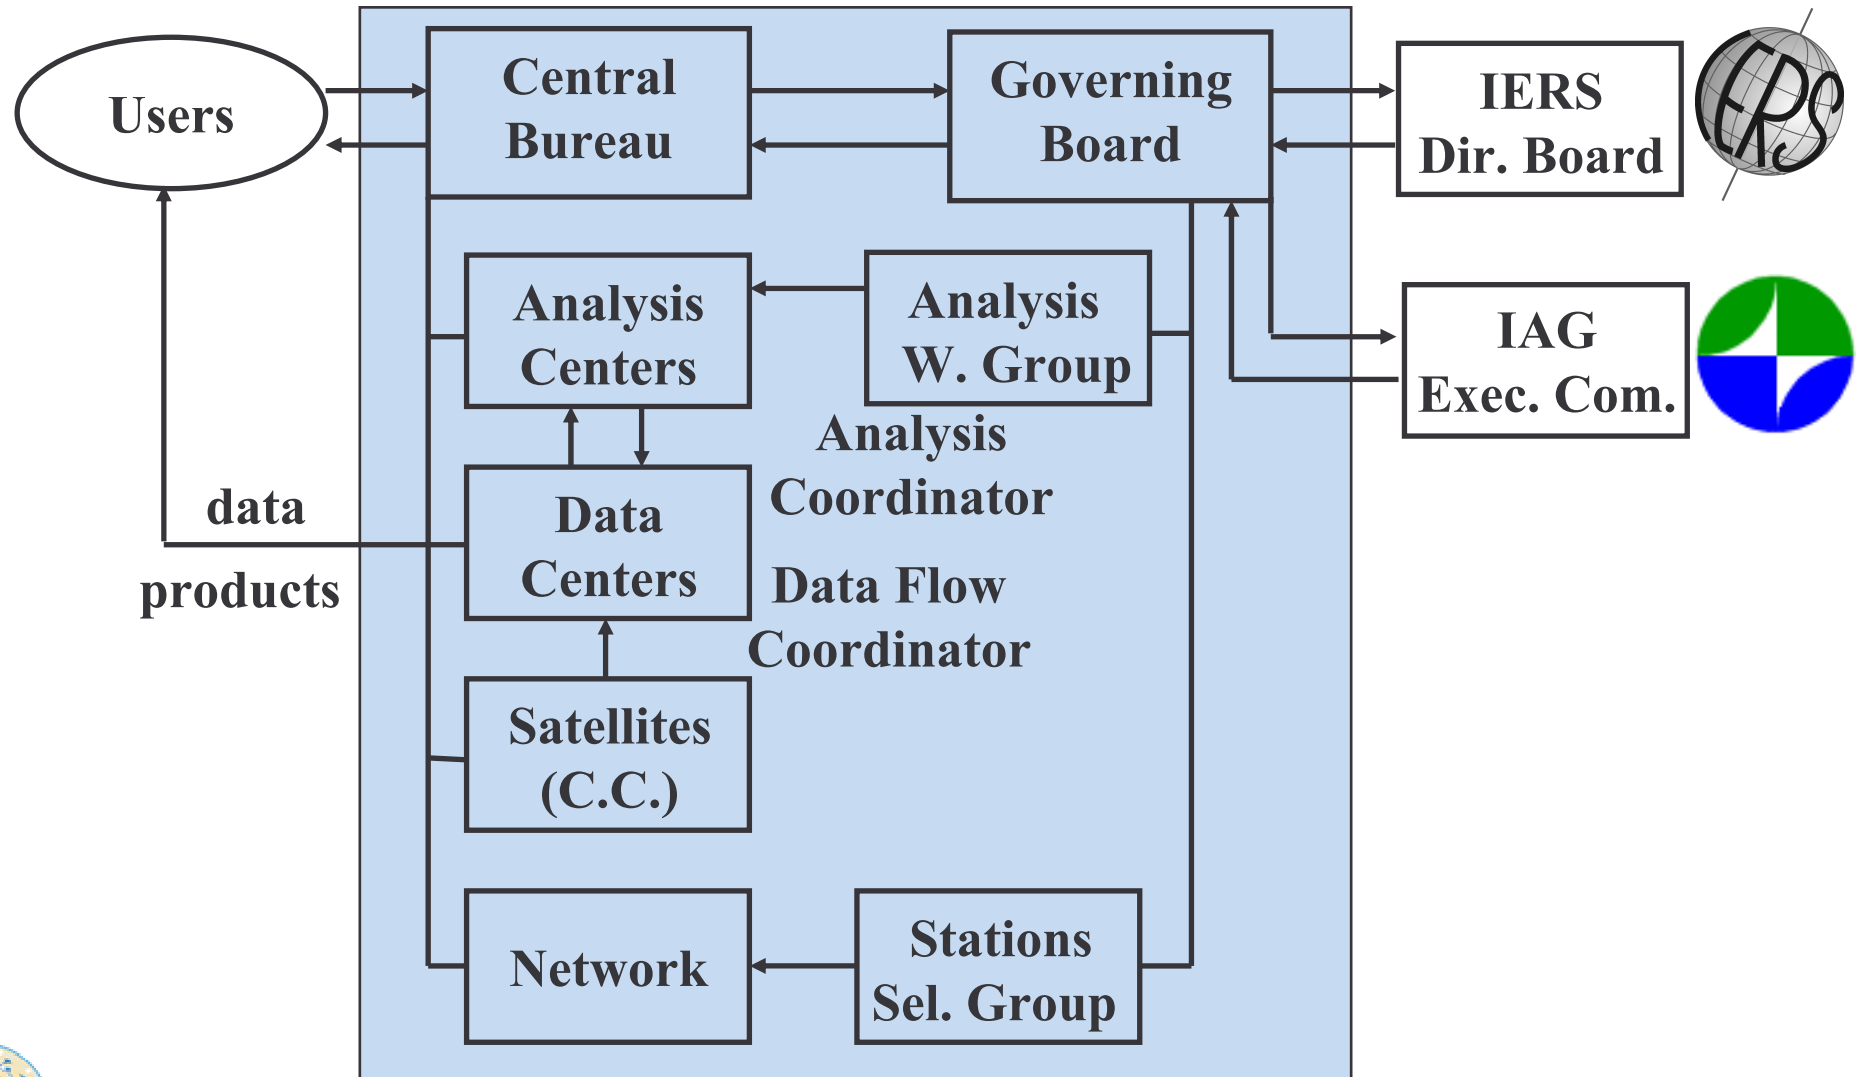 Users
Central
Bureau
Governing
Board
IERS
Dir. Board
IERS
Analysis
Centers
Analysis
W. Group
IAG
Exec. Com.
Analysis
Coordinator
data
products
Data
Centers
Data Flow
Coordinator
Satellites
(C.C.)
Network
Stations
Sel. Group